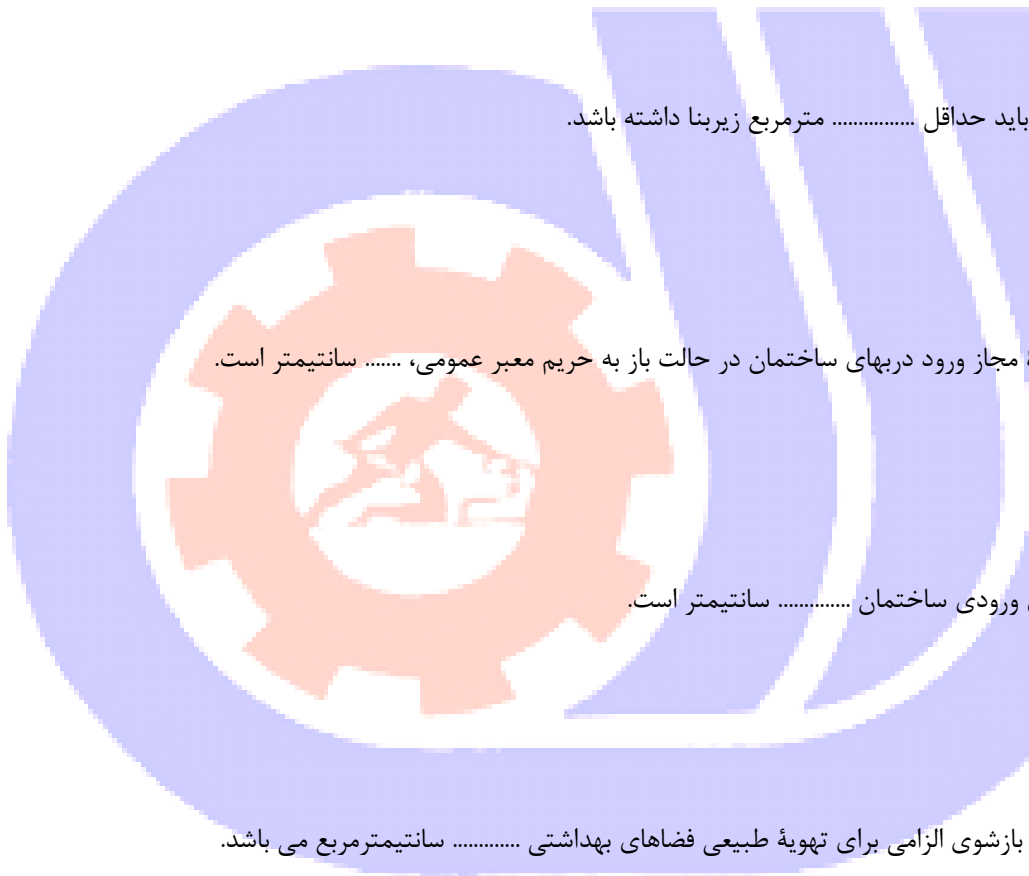 باید حداقل ............... مترمربع زیربنا داشته باشد.
مجاز ورود دربهای ساختمان در حالت باز به حریم معبر عمومی، ....... سانتیمتر است.
ورودی ساختمان .............. سانتیمتر است.
بازشوی الزامی برای تهویهٔ طبیعی فضاهای بهداشتی ............. سانتیمترمربع می باشد.